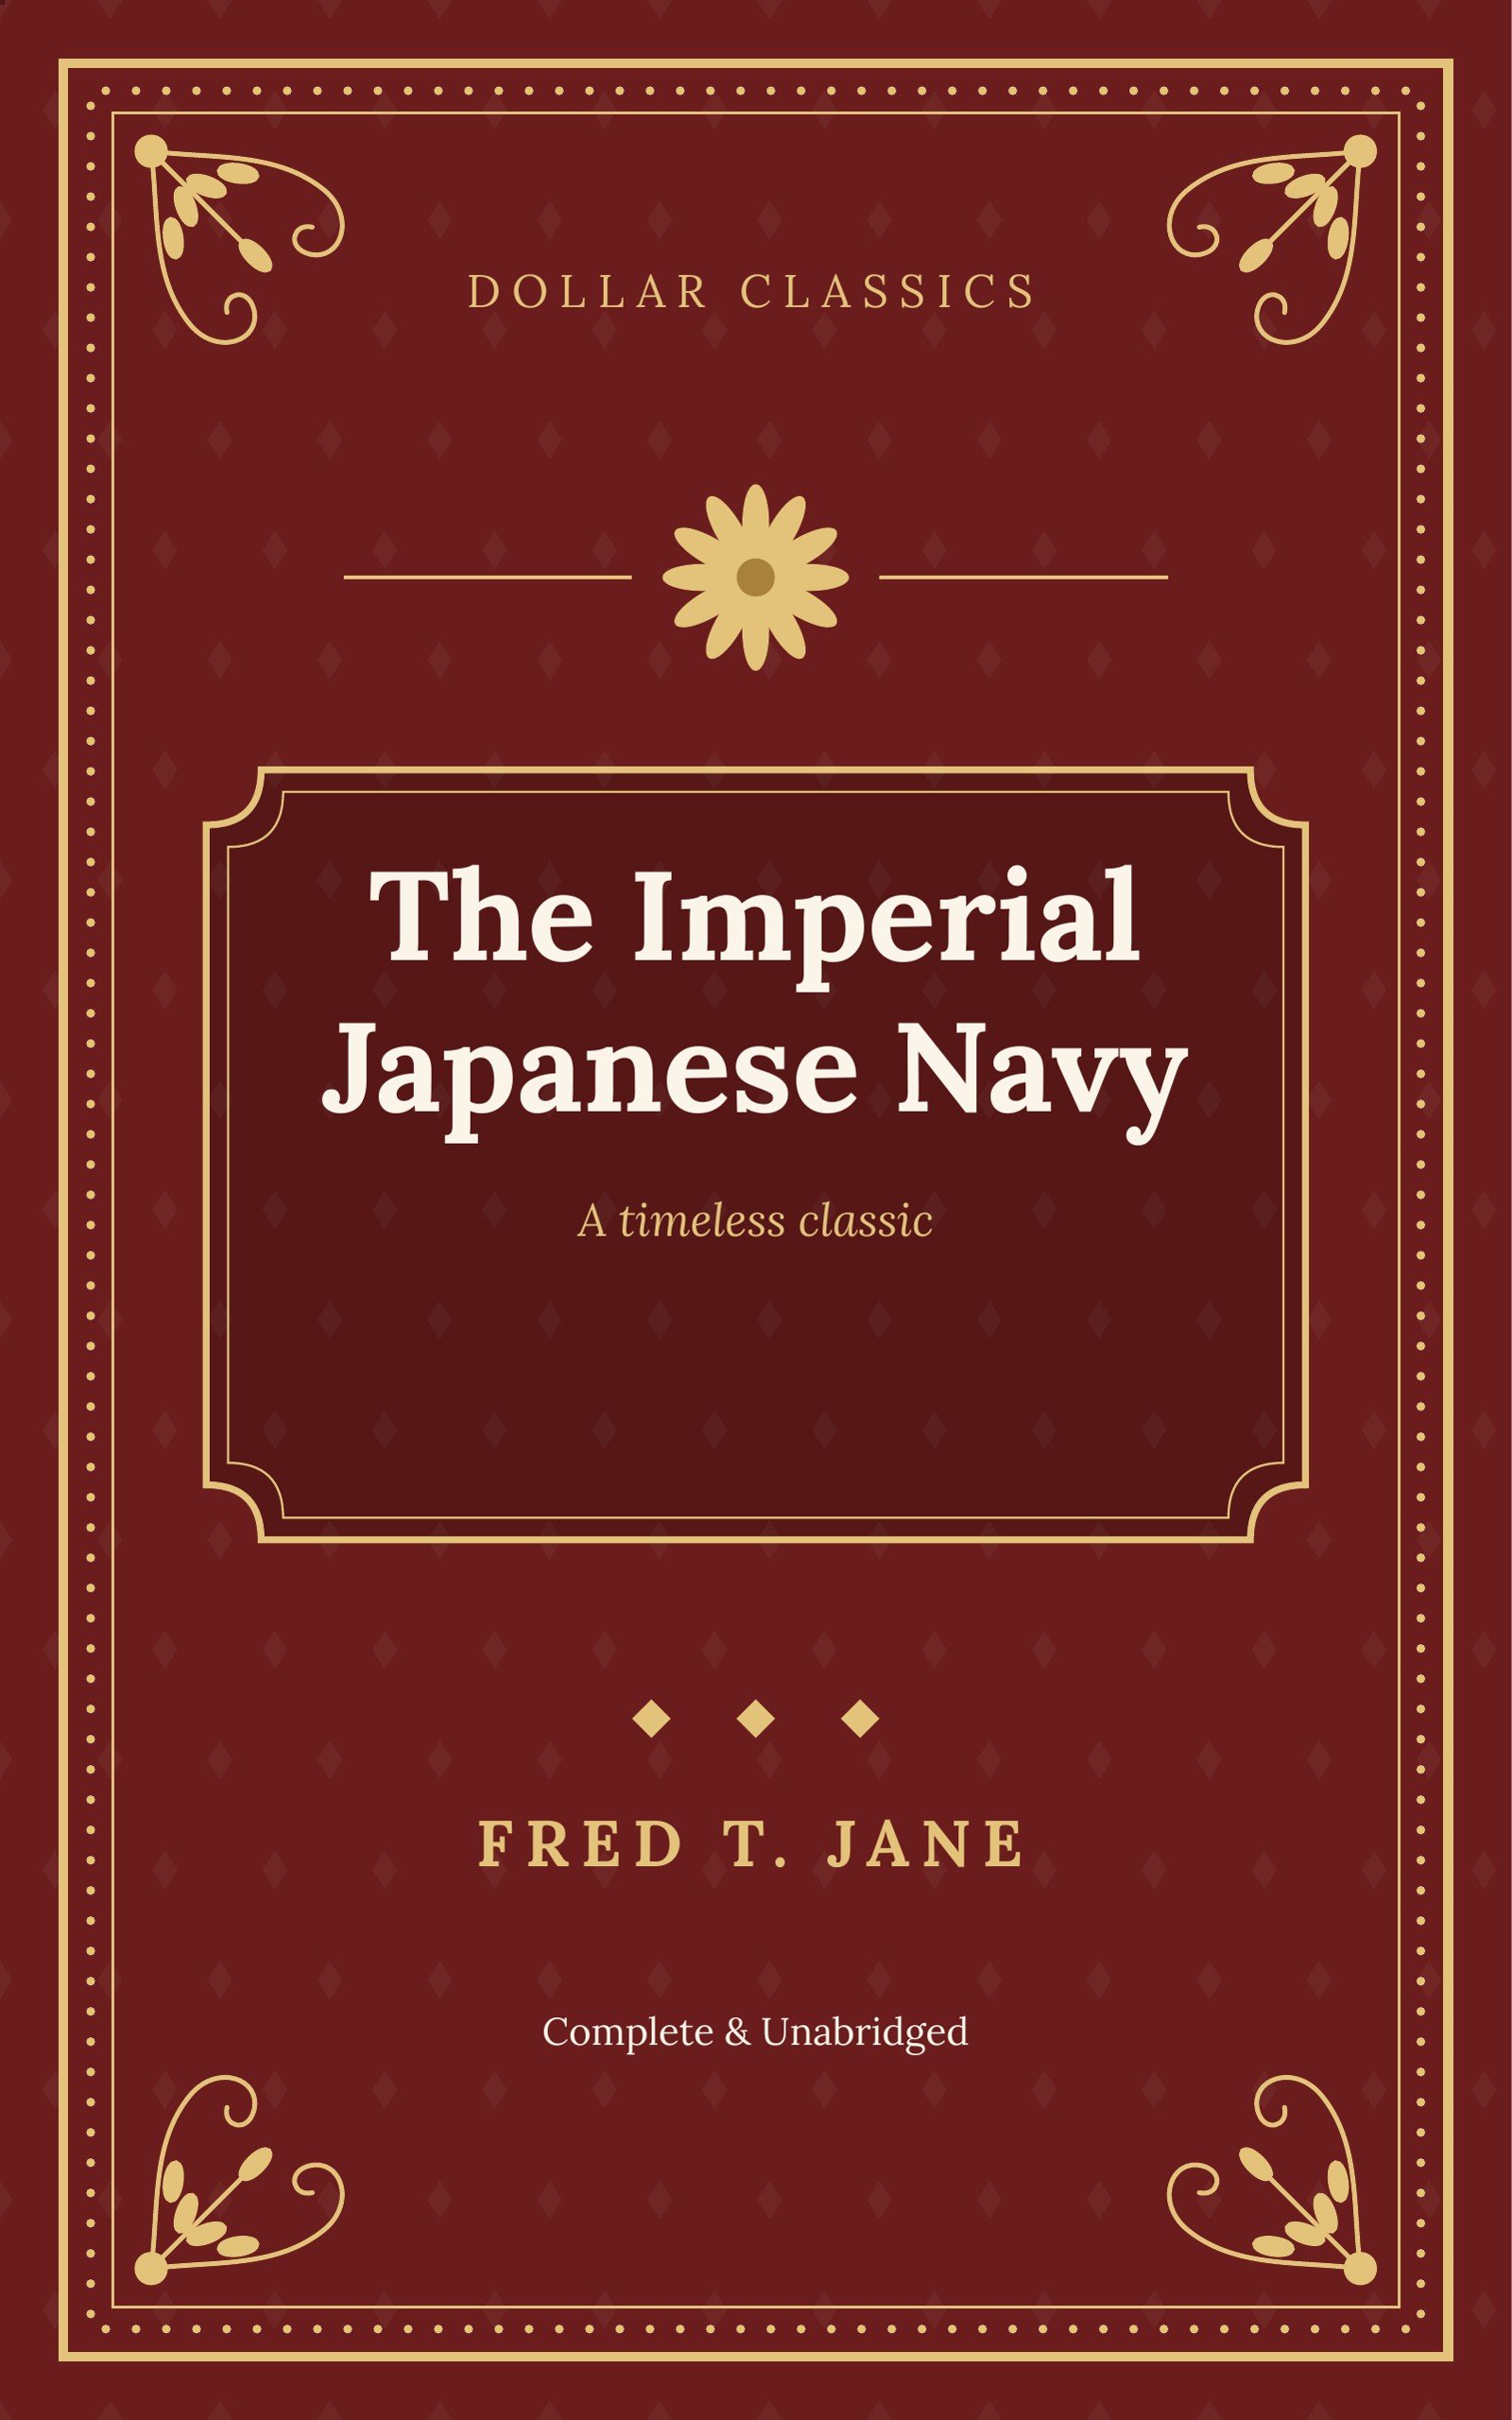 DOLLAR CLASSICS
The Imperial
Japanese Navy
A timeless classic
FRED T. JANE
Complete & Unabridged